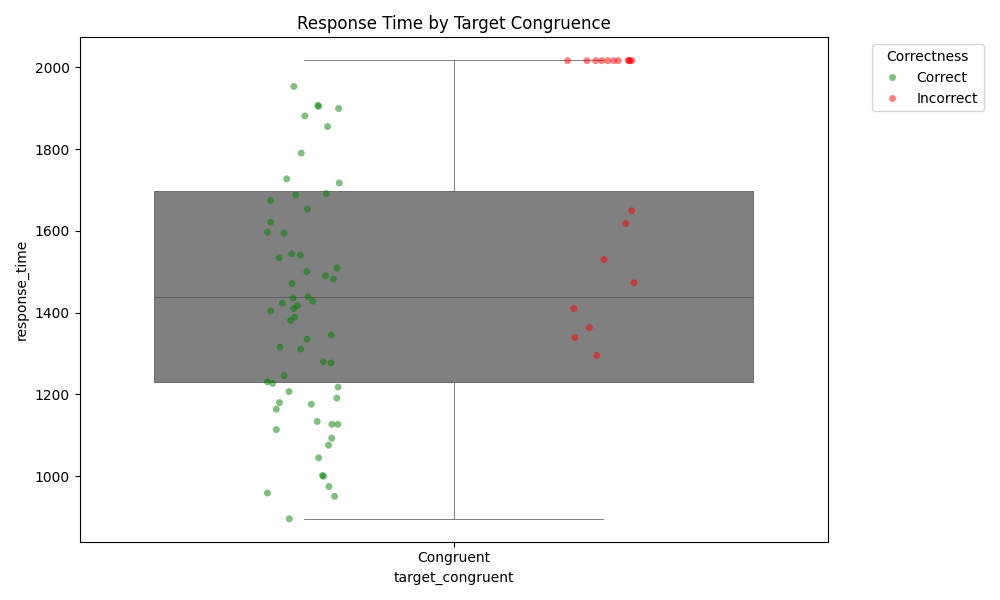 Response Time by Target Congruence
Correctness
Correct
Incorrect
2000
1800
1600
1400
1200
1000
response_time
Congruent
target_congruent